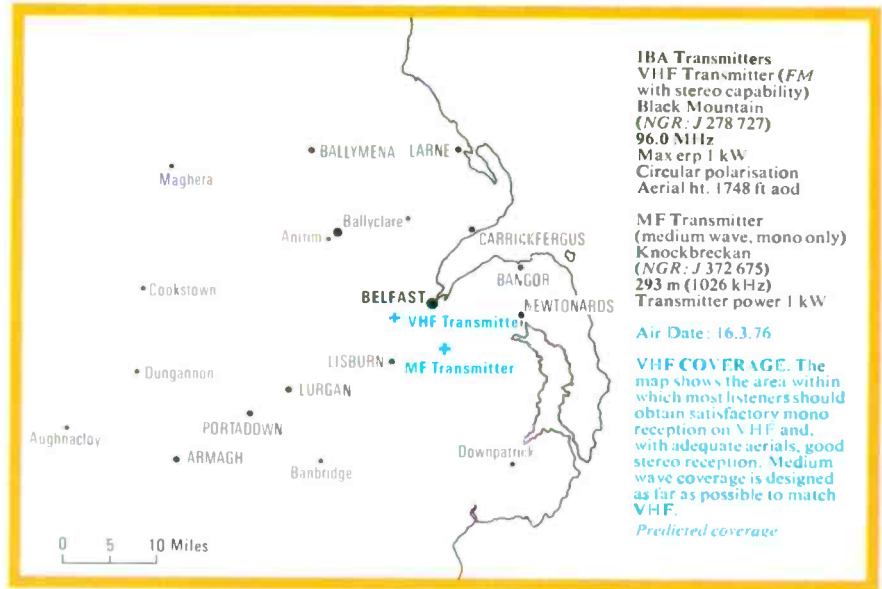 IBA Transmitters
VHF Transmitter (FM
with stereo capability)
Black Mountain
(NGR: J 278 727)
96.0 MHz
Max erp 1 kW
Circular polarisation
Aerial ht. 1748 ft aod
MF Transmitter
(medium wave, mono only)
Knockbreckan
(NGR: J 372 675)
293 m (1026 kHz)
Transmitter power 1 kW
Air Date: 16.3.76
VHF COVERAGE. The
map shows the area within
which most listeners should
obtain satisfactory mono
reception on VHF and,
with adequate aerials, good
stereo reception. Medium
wave coverage is designed
as far as possible to match
VHF.
Predicted coverage
BALLYMENA
LARNE
Maghera
Ballyclare
Antrim
CARRICKFERGUS
BANGOR
Cookstown
BELFAST
NEWTONARDS
VHF Transmitter
LISBURN
MF Transmitter
Dungannon
LURGAN
PORTADOWN
Aughnacloy
ARMAGH
Banbridge
Downpatrick
0 5 10 Miles